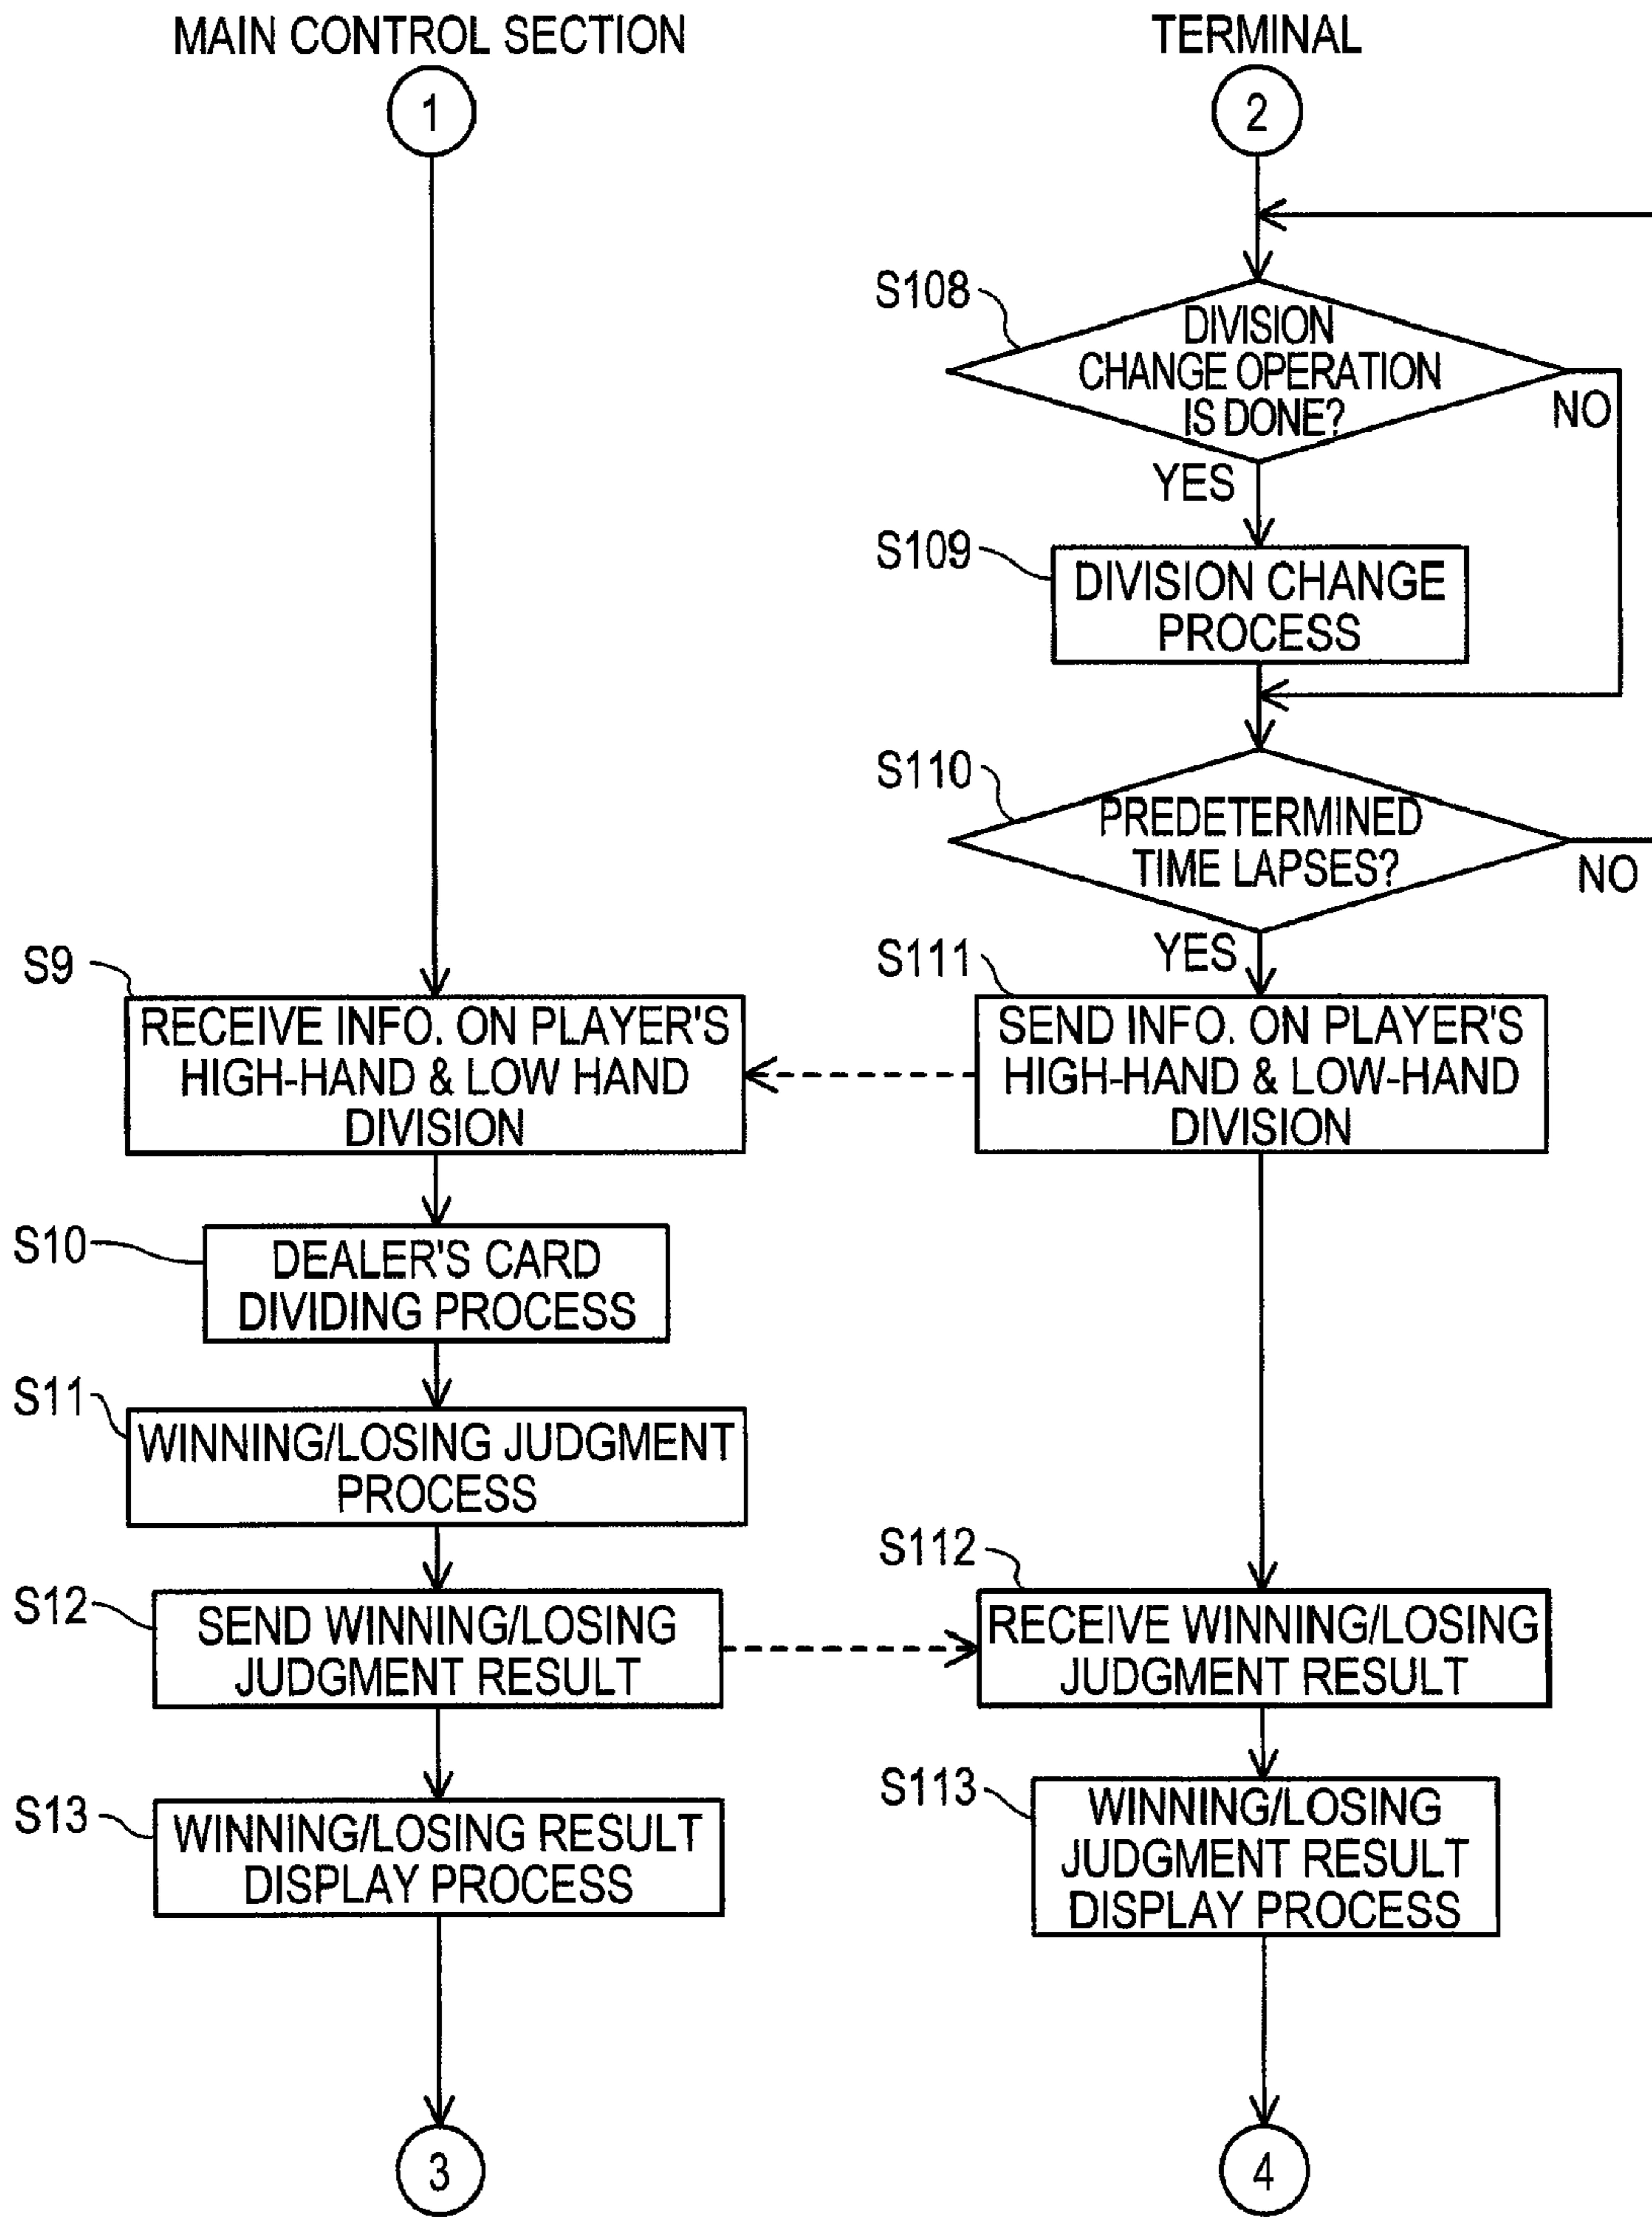 MAIN CONTROL SECTION
TERMINAL
1
2
S108
DIVISION
CHANGE OPERATION
IS DONE?
NO
YES
S109
DIVISION CHANGE
PROCESS
S110
PREDETERMINED
TIME LAPSES?
NO
YES
S9
RECEIVE INFO. ON PLAYER'S
HIGH-HAND & LOW HAND
DIVISION
S111
SEND INFO. ON PLAYER'S
HIGH-HAND & LOW-HAND
DIVISION
S10
DEALER'S CARD
DIVIDING PROCESS
S11
WINNING/LOSING JUDGMENT
PROCESS
S12
SEND WINNING/LOSING
JUDGMENT RESULT
S112
RECEIVE WINNING/LOSING
JUDGMENT RESULT
S13
WINNING/LOSING RESULT
DISPLAY PROCESS
S113
WINNING/LOSING
JUDGMENT RESULT
DISPLAY PROCESS
3
4